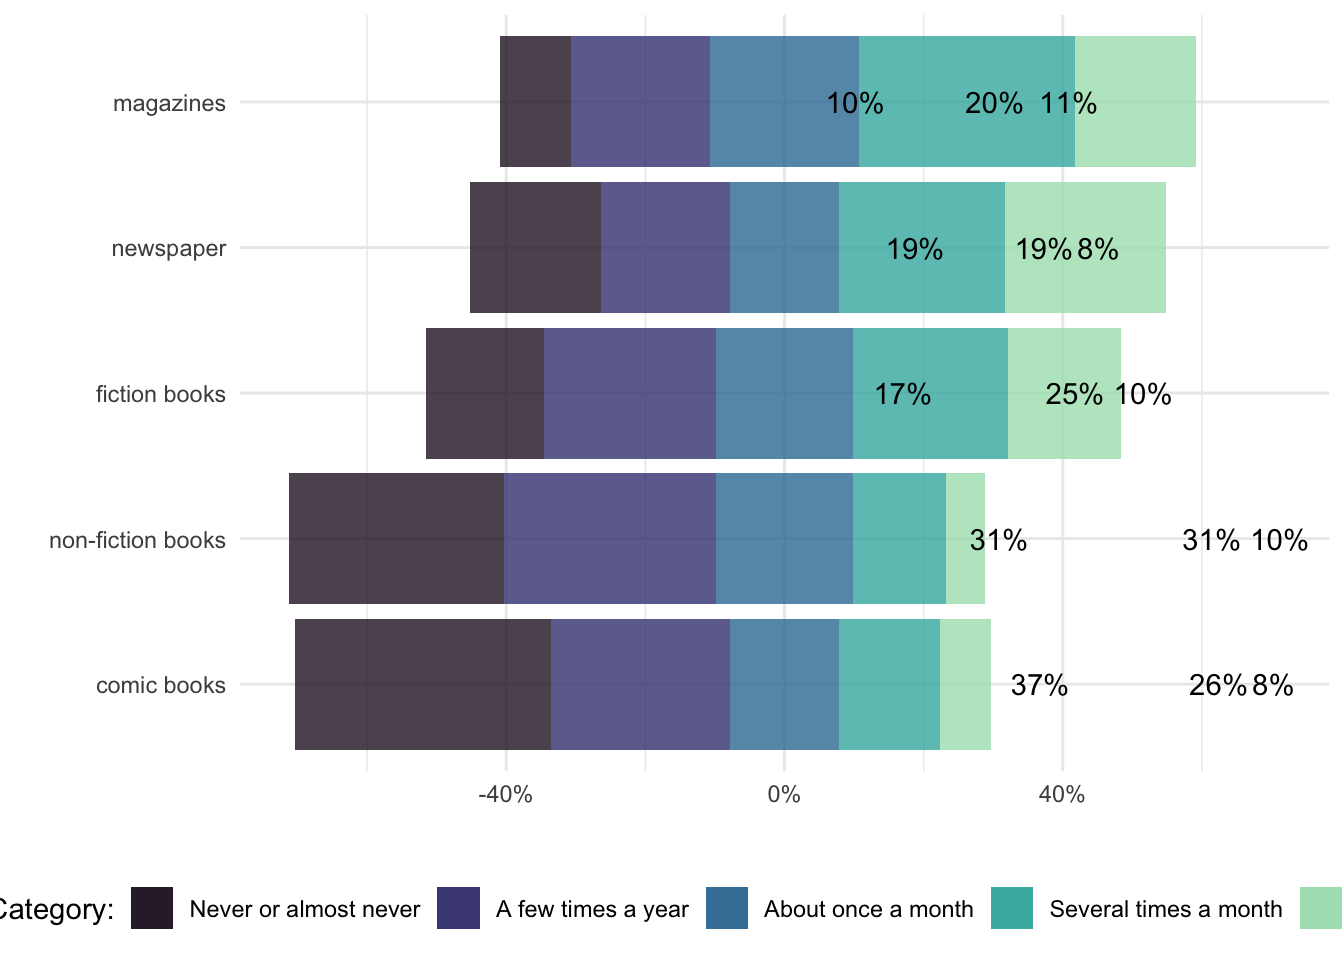 magazines 10% 20% 11%
newspaper 19% 19% 8%
fiction books 17% 25% 10%
non-fiction books 31% 31% 10%
comic books 37% 26% 8%
-40% 0% 40%
Category: Never or almost never A few times a year About once a month Several times a month